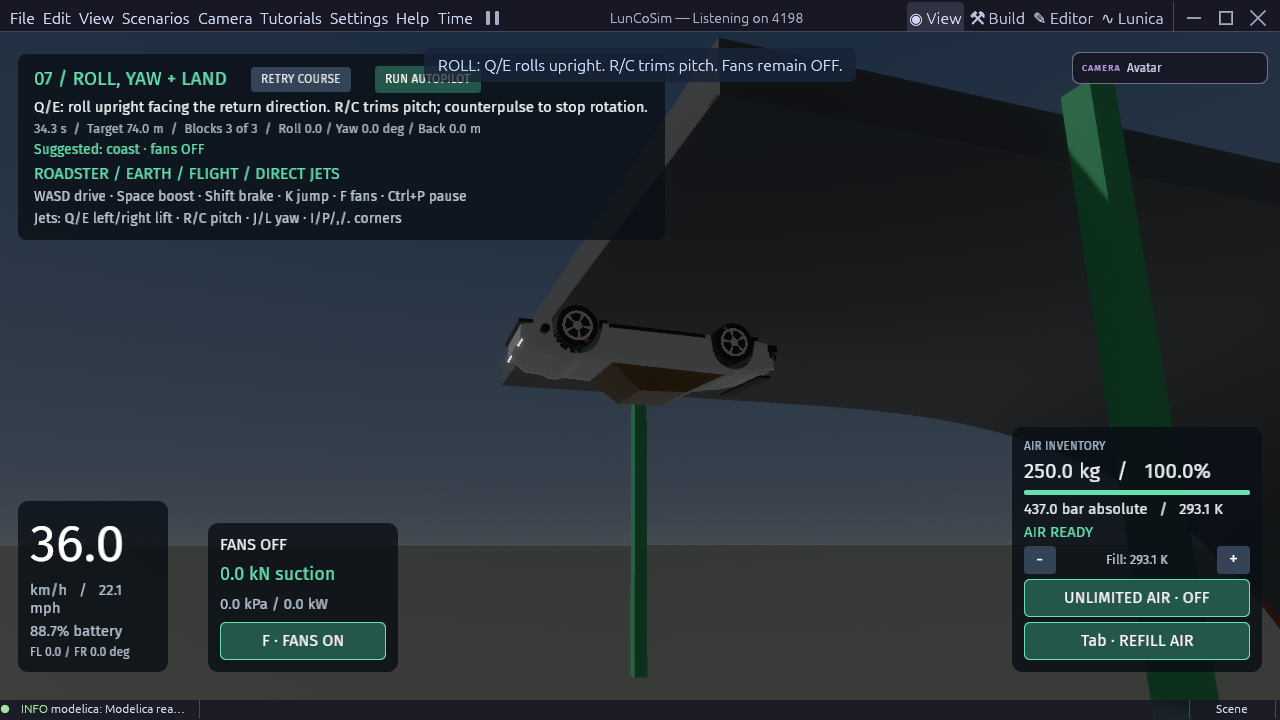 File Edit View Scenarios Camera Tutorials Settings Help Time
LunCoSim — Listening on 4198
View Build Editor Lunica
ROLL: Q/E rolls upright. R/C trims pitch. Fans remain OFF.
07 / ROLL, YAW + LAND
RETRY COURSE
RUN AUTOPILOT
Q/E: roll upright facing the return direction. R/C trims pitch; counterpulse to stop rotation.
34.3 s / Target 74.0 m / Blocks 3 of 3 / Roll 0.0 / Yaw 0.0 deg / Back 0.0 m
Suggested: coast · fans OFF
ROADSTER / EARTH / FLIGHT / DIRECT JETS
WASD drive · Space boost · Shift brake · K jump · F fans · Ctrl+P pause
Jets: Q/E left/right lift · R/C pitch · J/L yaw · I/P/,/. corners
CAMERA Avatar
36.0
km/h / 22.1
mph
88.7% battery
FL 0.0 / FR 0.0 deg
FANS OFF
0.0 kN suction
0.0 kPa / 0.0 kW
F · FANS ON
AIR INVENTORY
250.0 kg / 100.0%
437.0 bar absolute / 293.1 K
AIR READY
- Fill: 293.1 K +
UNLIMITED AIR · OFF
Tab · REFILL AIR
INFO modelica: Modelica rea…
Scene